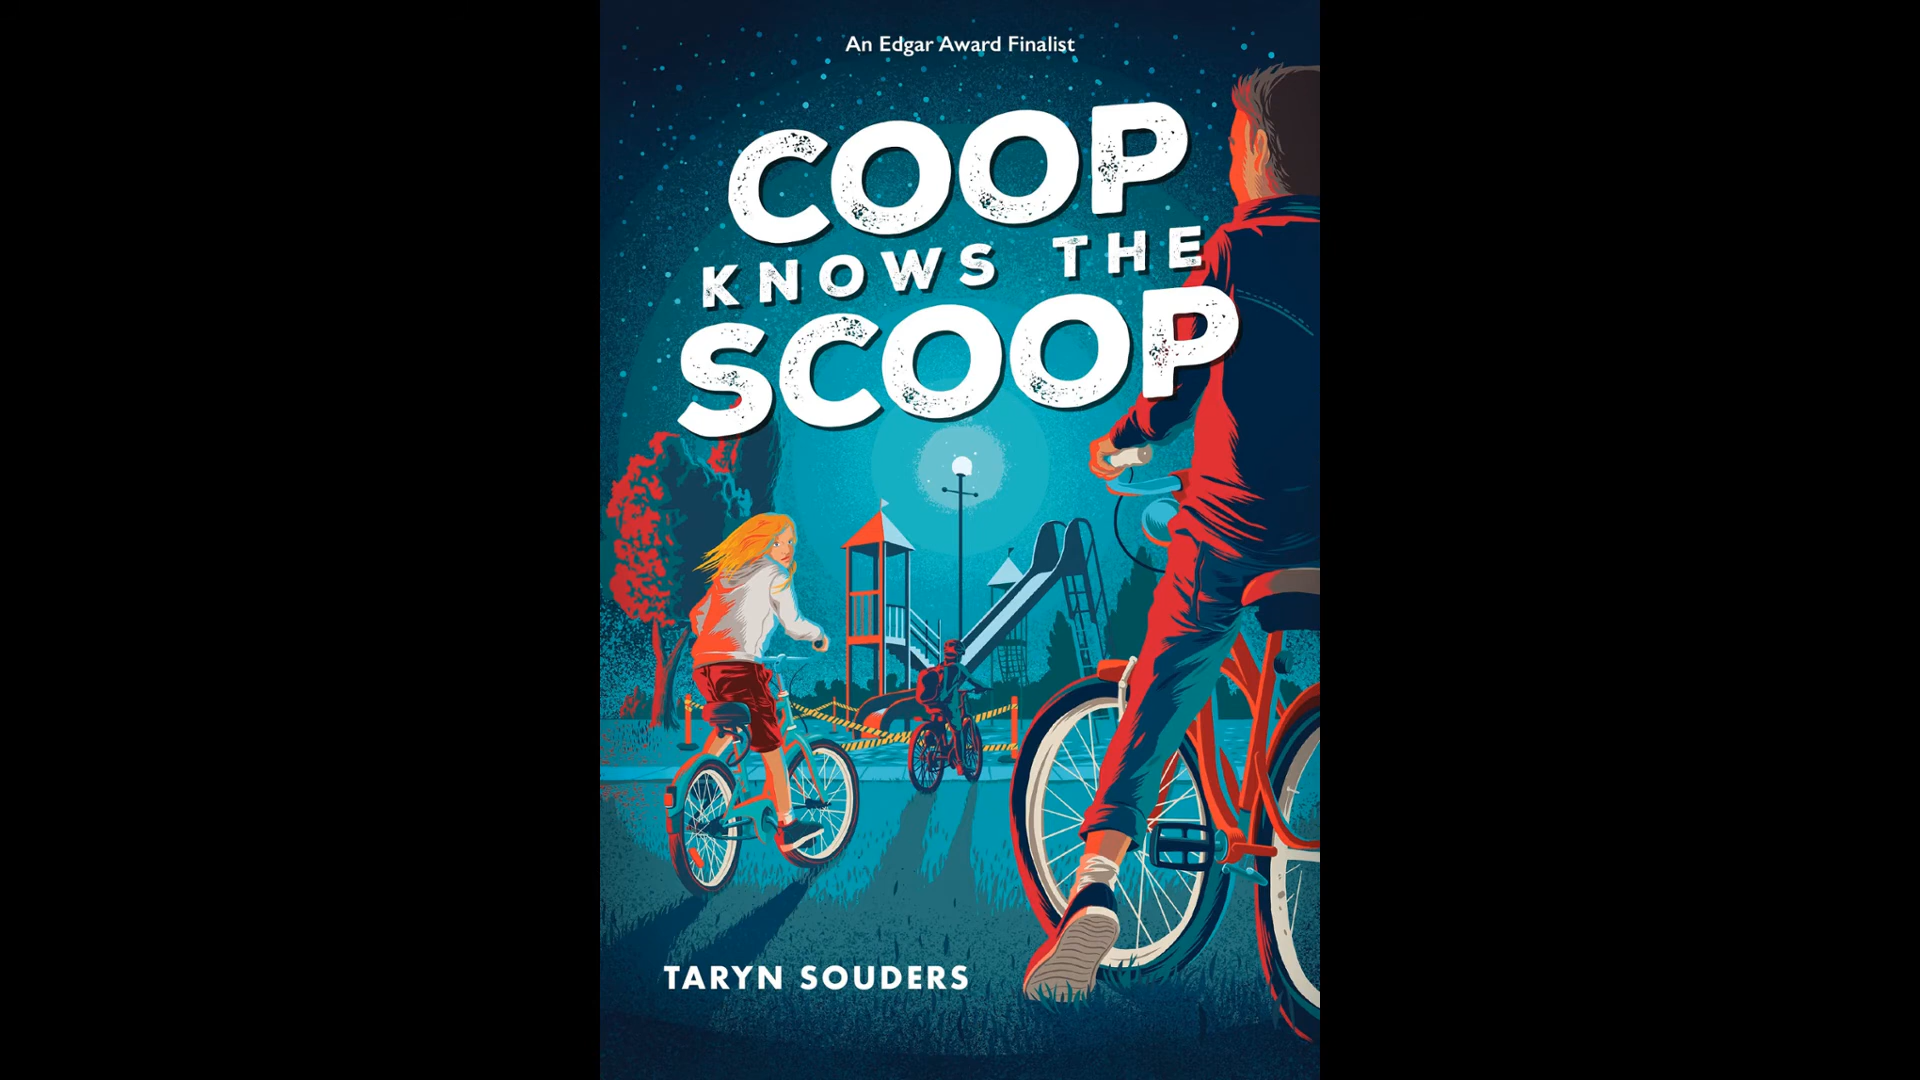 An Edgar Award Finalist
COOP
KNOWS THE
SCOOP
TARYN SOUDERS